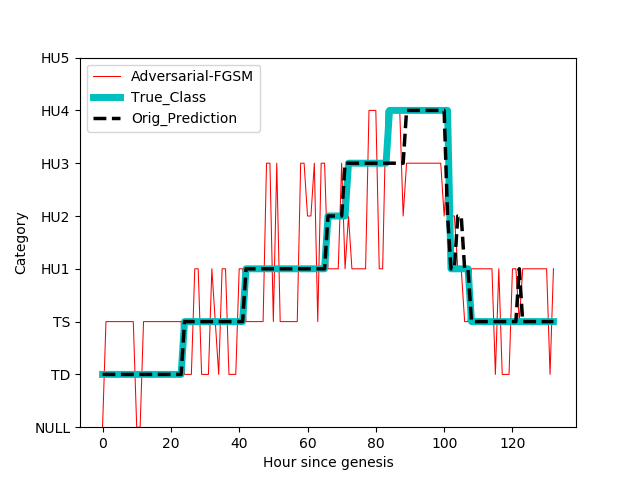 HU5
HU4
HU3
HU2
HU1
TS
TD
NULL
Category
Adversarial-FGSM
True_Class
Orig_Prediction
0 20 40 60 80 100 120
Hour since genesis